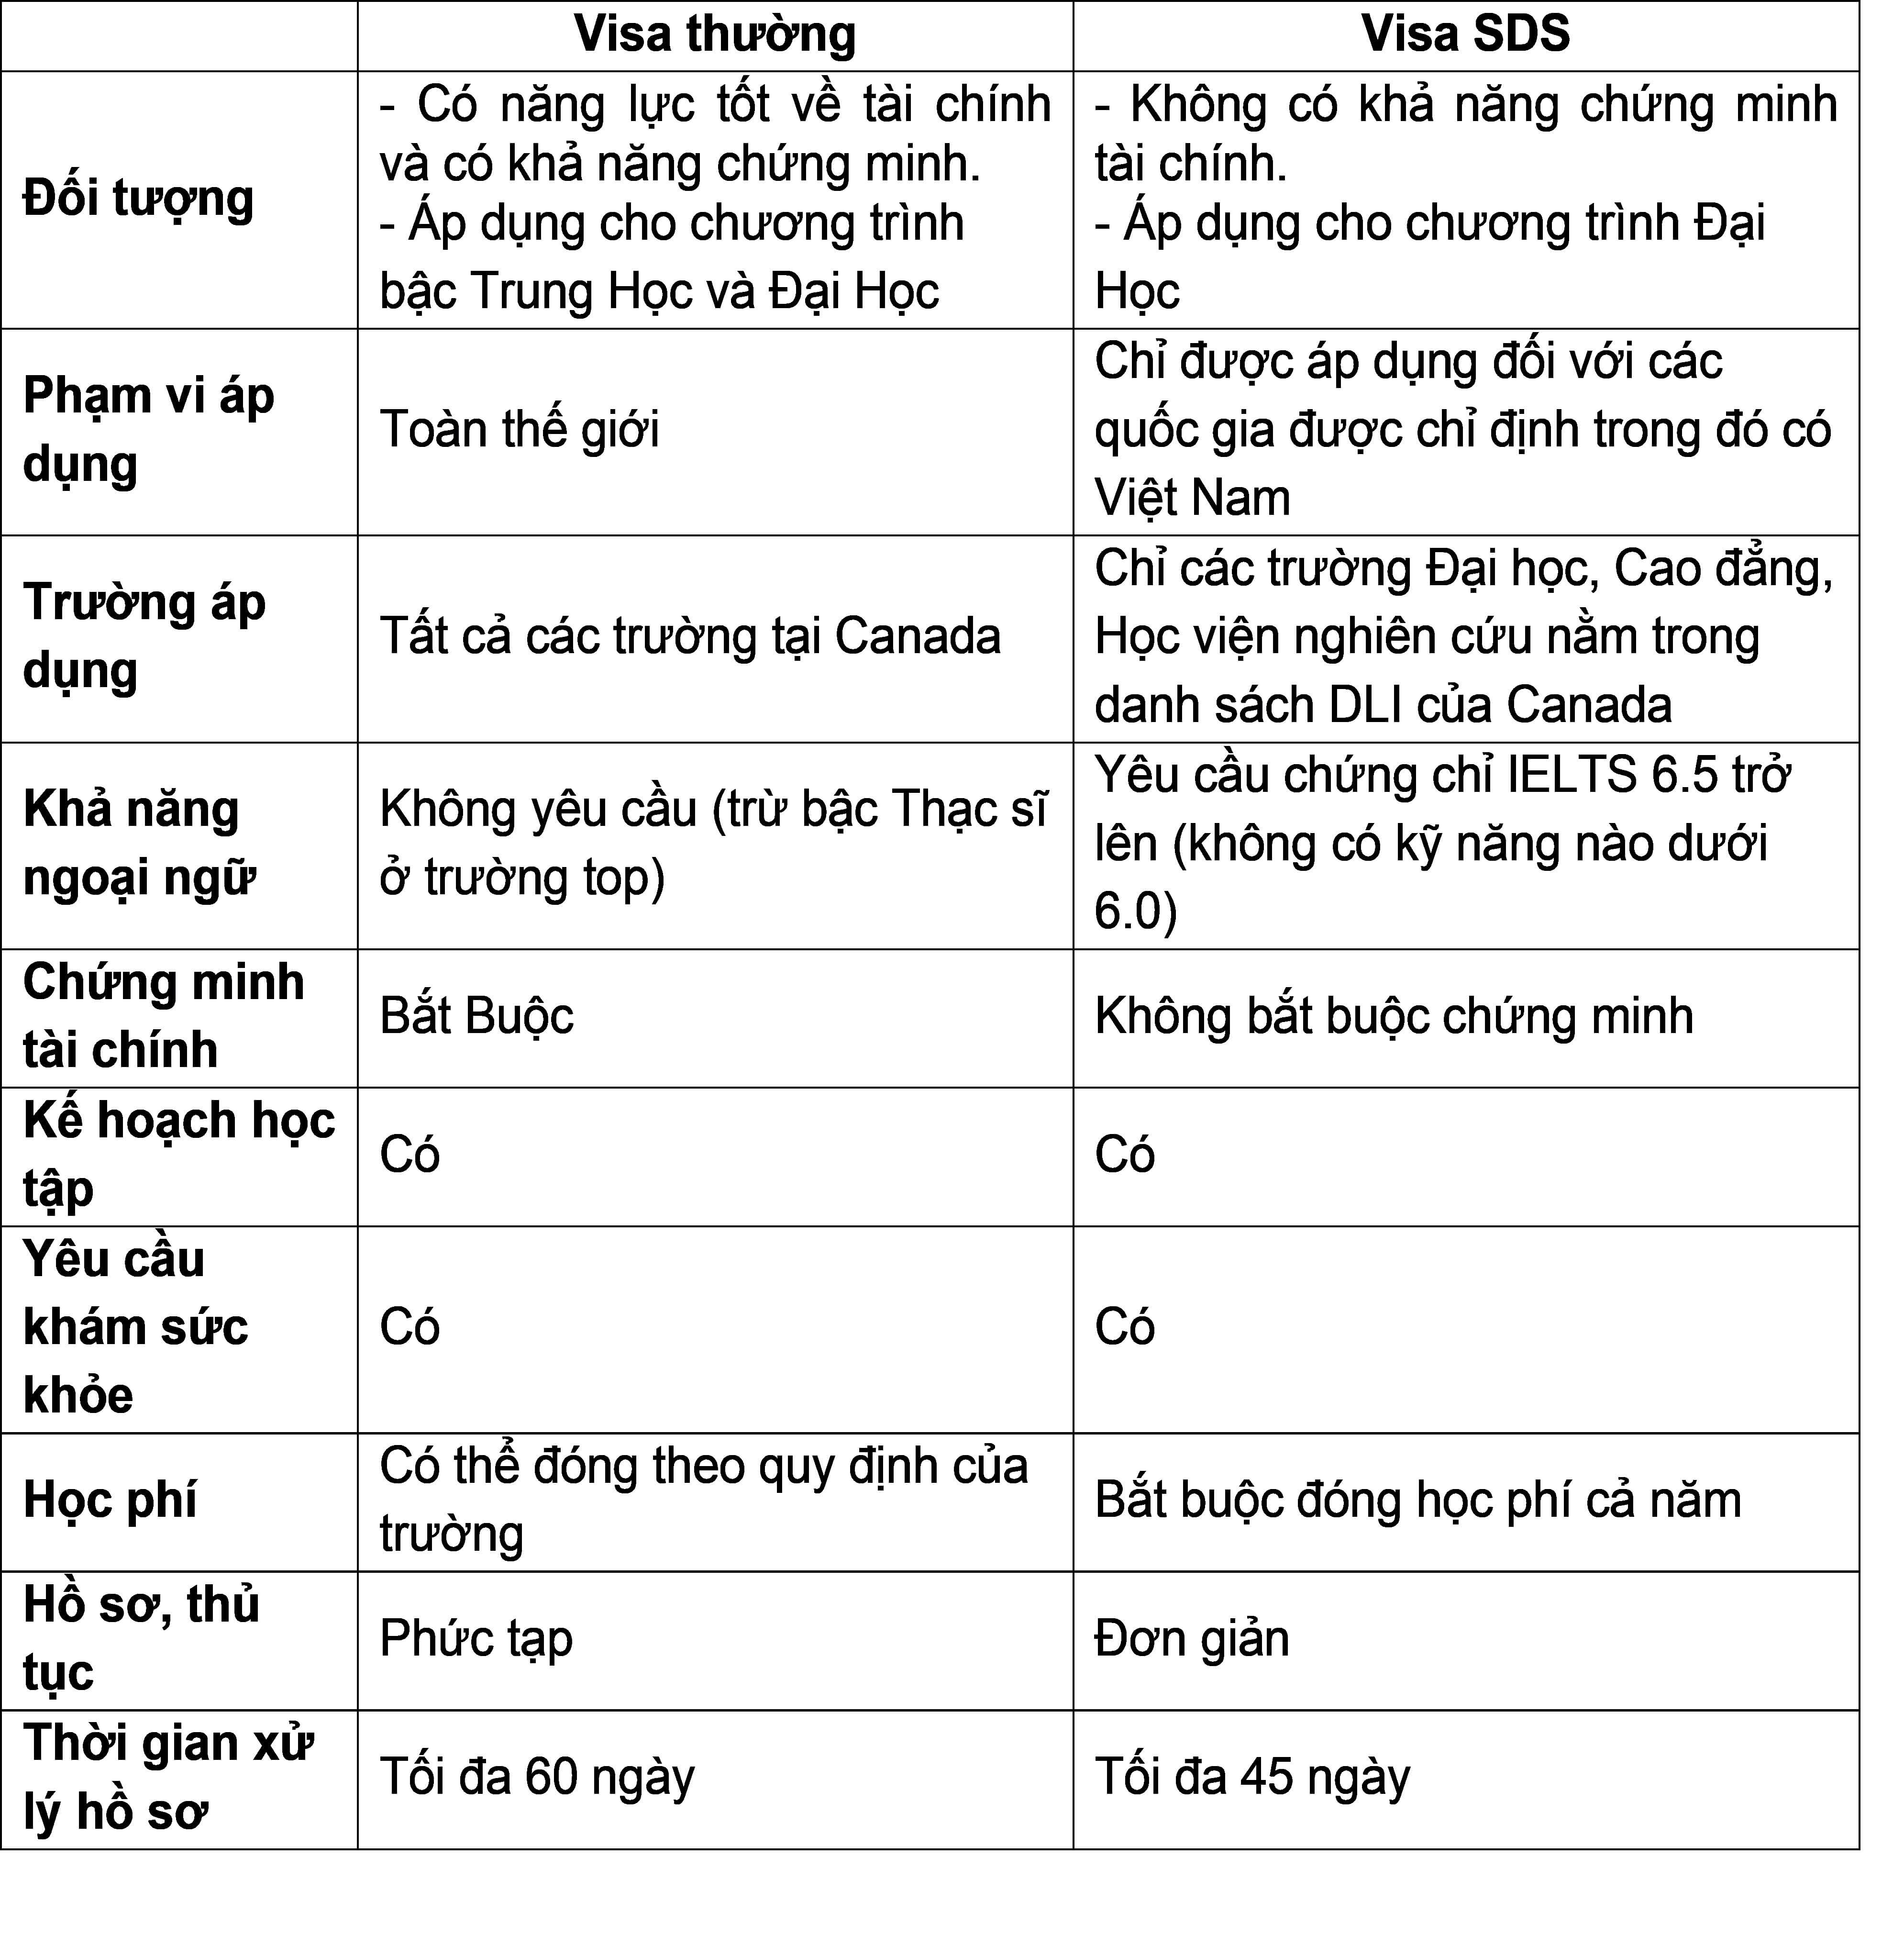 Visa thường
Visa SDS
Đối tượng
- Có năng lực tốt về tài chính
và có khả năng chứng minh.
- Áp dụng cho chương trình
bậc Trung Học và Đại Học
- Không có khả năng chứng minh
tài chính.
- Áp dụng cho chương trình Đại
Học
Phạm vi áp
dụng
Toàn thế giới
Chỉ được áp dụng đối với các
quốc gia được chỉ định trong đó có
Việt Nam
Trường áp
dụng
Tất cả các trường tại Canada
Chỉ các trường Đại học, Cao đẳng,
Học viện nghiên cứu nằm trong
danh sách DLI của Canada
Khả năng
ngoại ngữ
Không yêu cầu (trừ bậc Thạc sĩ
ở trường top)
Yêu cầu chứng chỉ IELTS 6.5 trở
lên (không có kỹ năng nào dưới
6.0)
Chứng minh
tài chính
Bắt Buộc
Không bắt buộc chứng minh
Kế hoạch học
tập
Có
Có
Yêu cầu
khám sức
khỏe
Có
Có
Học phí
Có thể đóng theo quy định của
trường
Bắt buộc đóng học phí cả năm
Hồ sơ, thủ
tục
Phức tạp
Đơn giản
Thời gian xử
lý hồ sơ
Tối đa 60 ngày
Tối đa 45 ngày